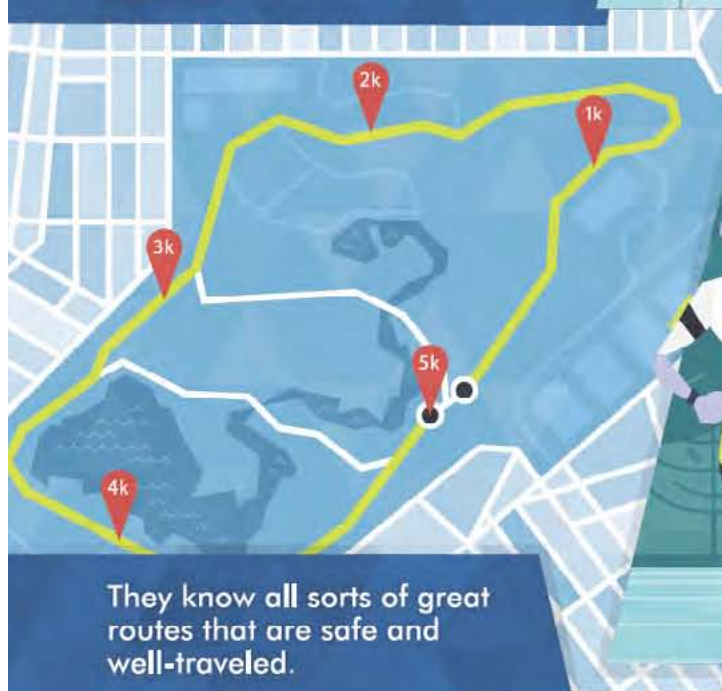 2k
1k
3k
5k
4k
They know all sorts of great
routes that are safe and
well-traveled.